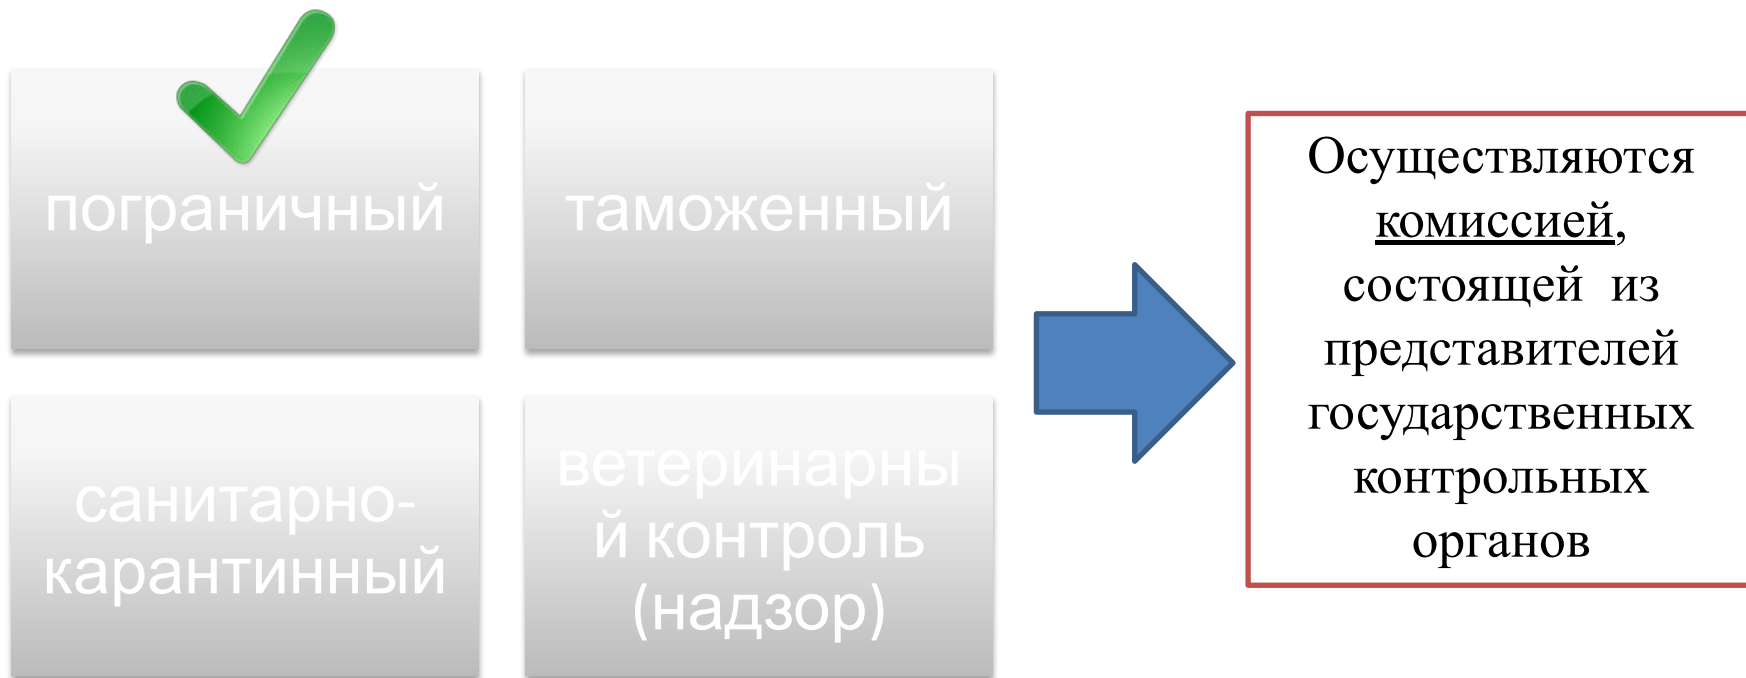 пограничный
таможенный
санитарно-
карантинный
ветеринарны
й контроль
(надзор)
Осуществляются
комиссией,
состоящей из
представителей
государственных
контрольных
органов